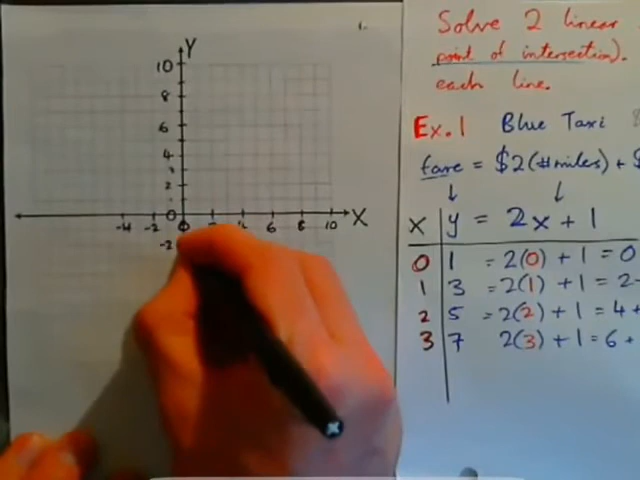 Y
10
8
6
4
2
0
-4 -2 0 2 4 6 8 10 X
-2
Solve 2 linear
point of intersection).
each line.
Ex.1 Blue Taxi
fare = $2(#miles) + $
x y = 2x + 1
0 1 = 2(0) + 1 = 0
1 3 = 2(1) + 1 = 2
2 5 = 2(2) + 1 = 4 +
3 7 2(3) + 1 = 6 +